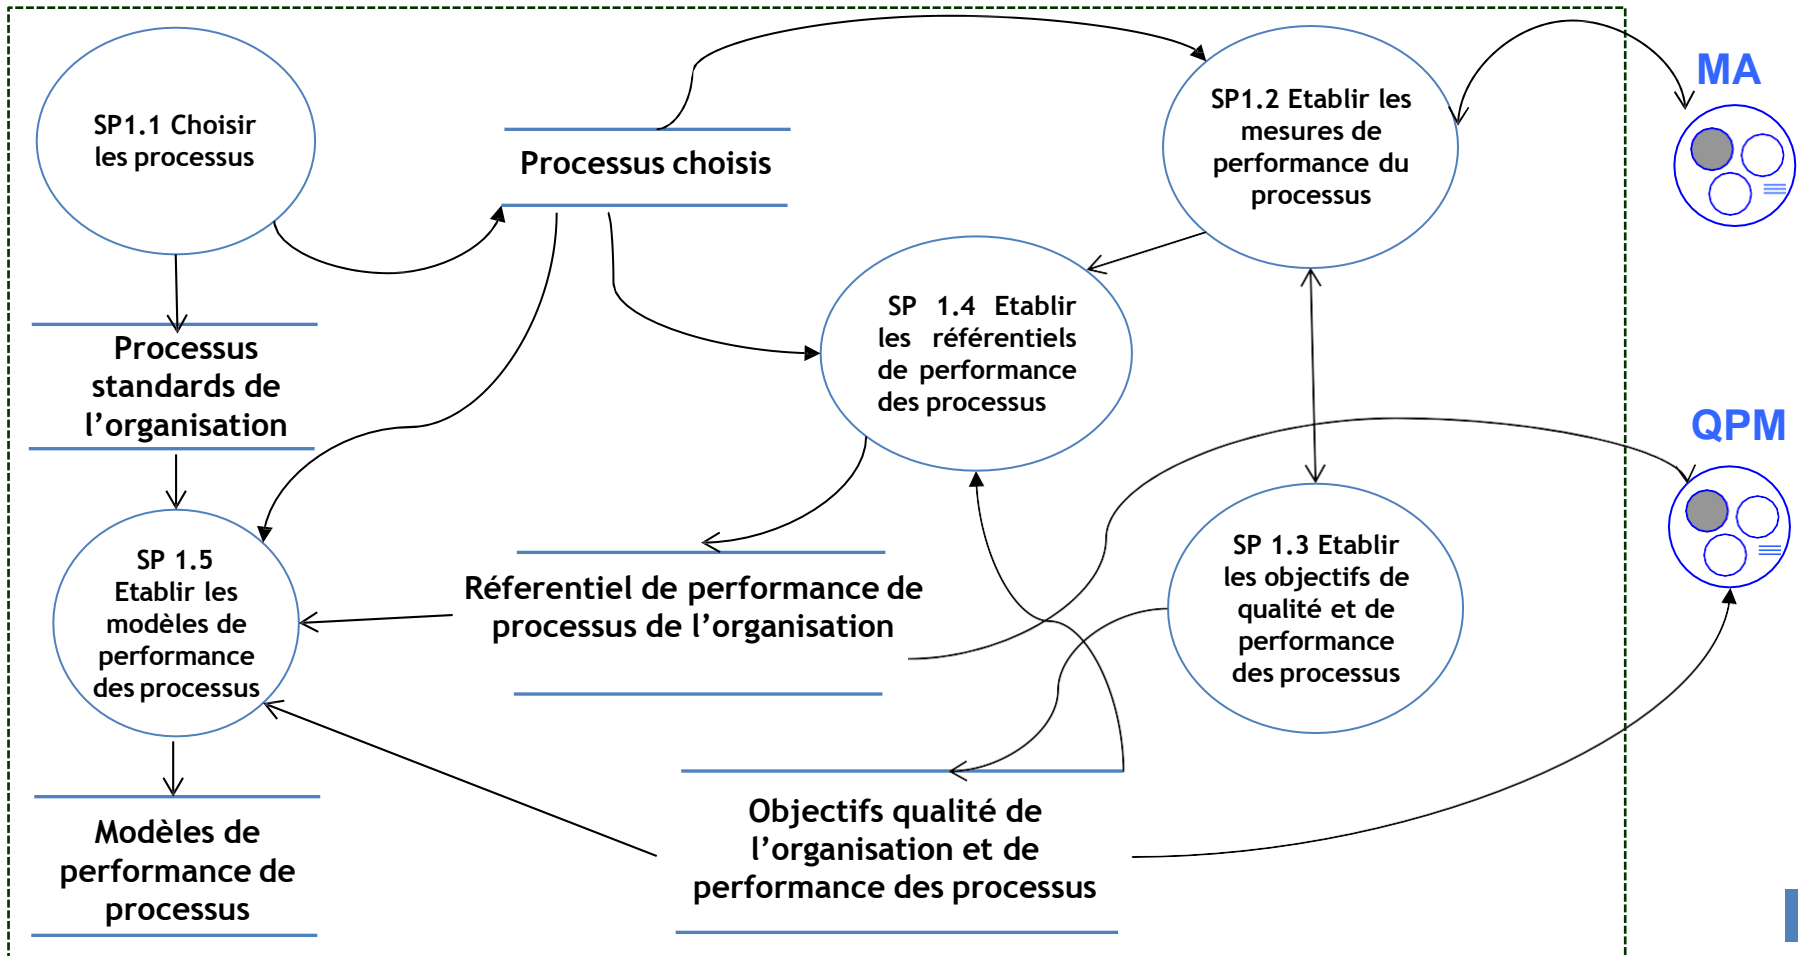 SP1.1 Choisir
les processus
Processus choisis
SP1.2 Etablir les
mesures de
performance du
processus
MA
SP 1.4 Etablir
les référentiels
de performance
des processus
Processus
standards de
l’organisation
QPM
SP 1.5
Etablir les
modèles de
performance
des processus
Réferentiel de performance de
processus de l’organisation
SP 1.3 Etablir
les objectifs de
qualité et de
performance
des processus
Modèles de
performance de
processus
Objectifs qualité de
l’organisation et de
performance des processus